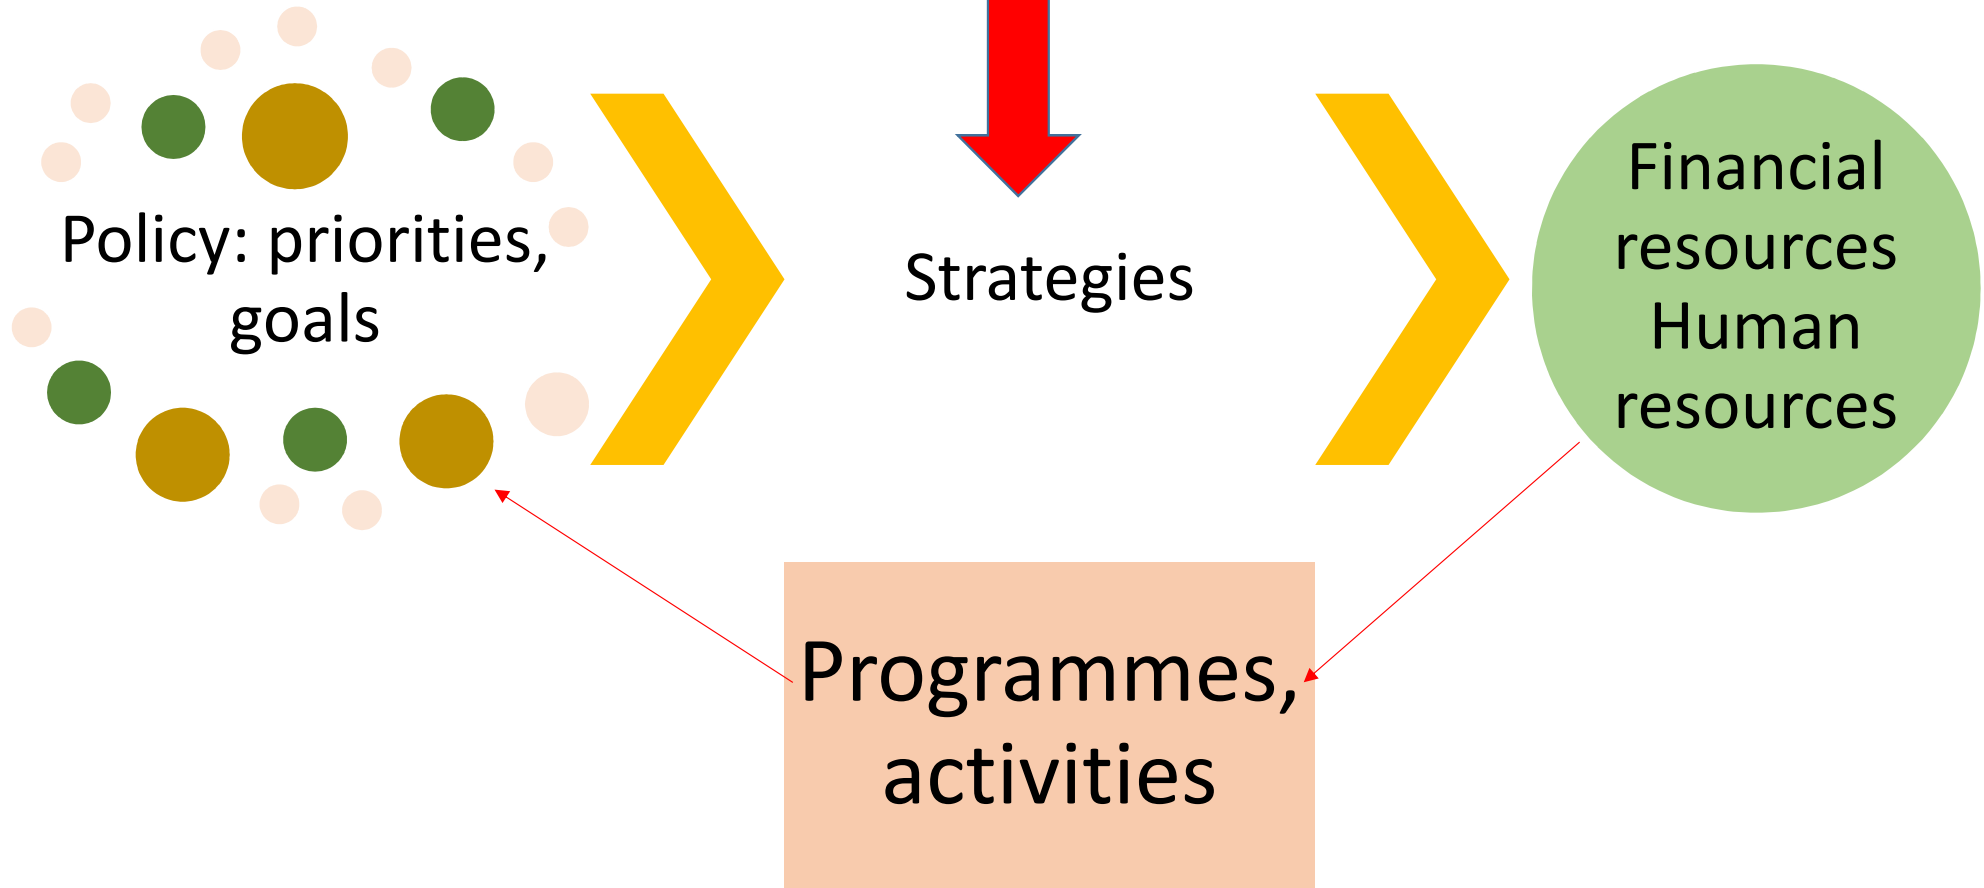 Policy: priorities,
goals
Strategies
Financial
resources
Human
resources
Programmes,
activities